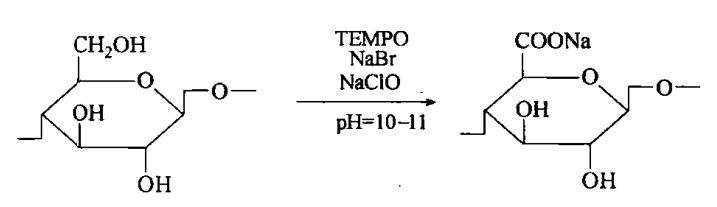 CH₂OH
O
O
OH
OH
TEMPO
NaBr
NaClO
pH=10–11
COONa
O
O
OH
OH